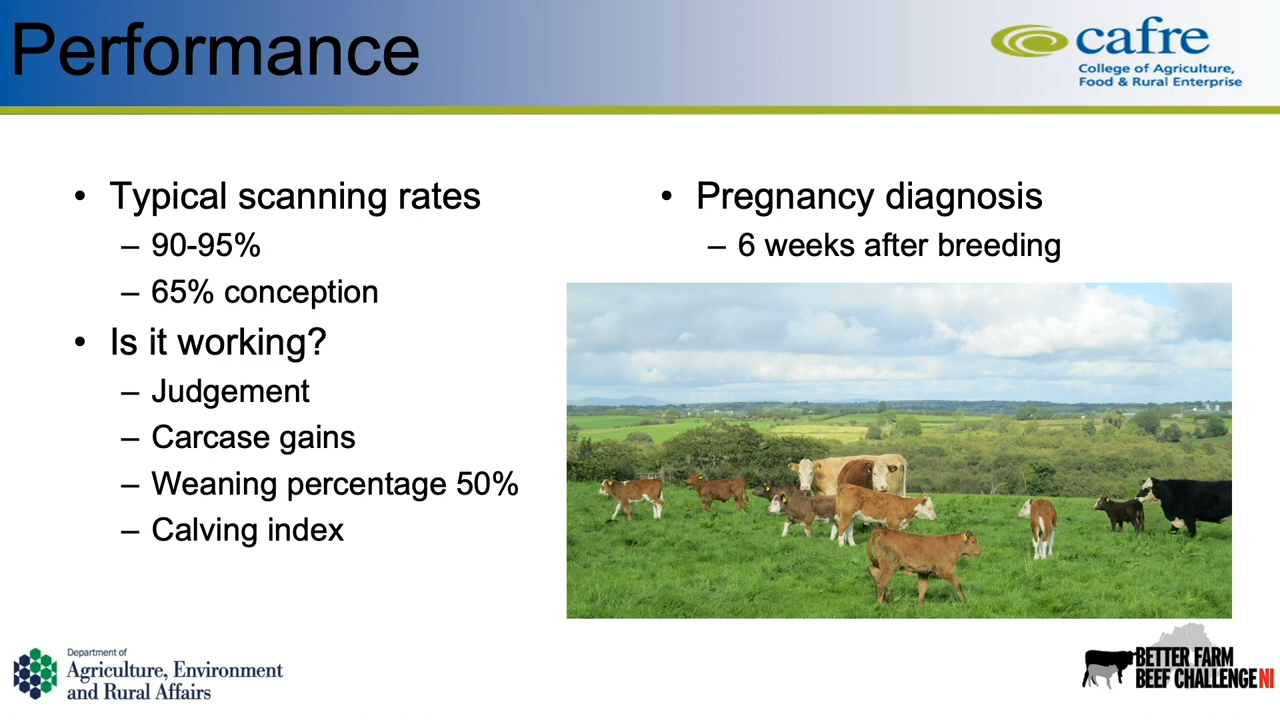 Performance
cafre
College of Agriculture,
Food & Rural Enterprise
• Typical scanning rates
– 90-95%
– 65% conception
• Is it working?
– Judgement
– Carcase gains
– Weaning percentage 50%
– Calving index
• Pregnancy diagnosis
– 6 weeks after breeding
Department of
Agriculture, Environment
and Rural Affairs
BETTER FARM
BEEF CHALLENGE NI